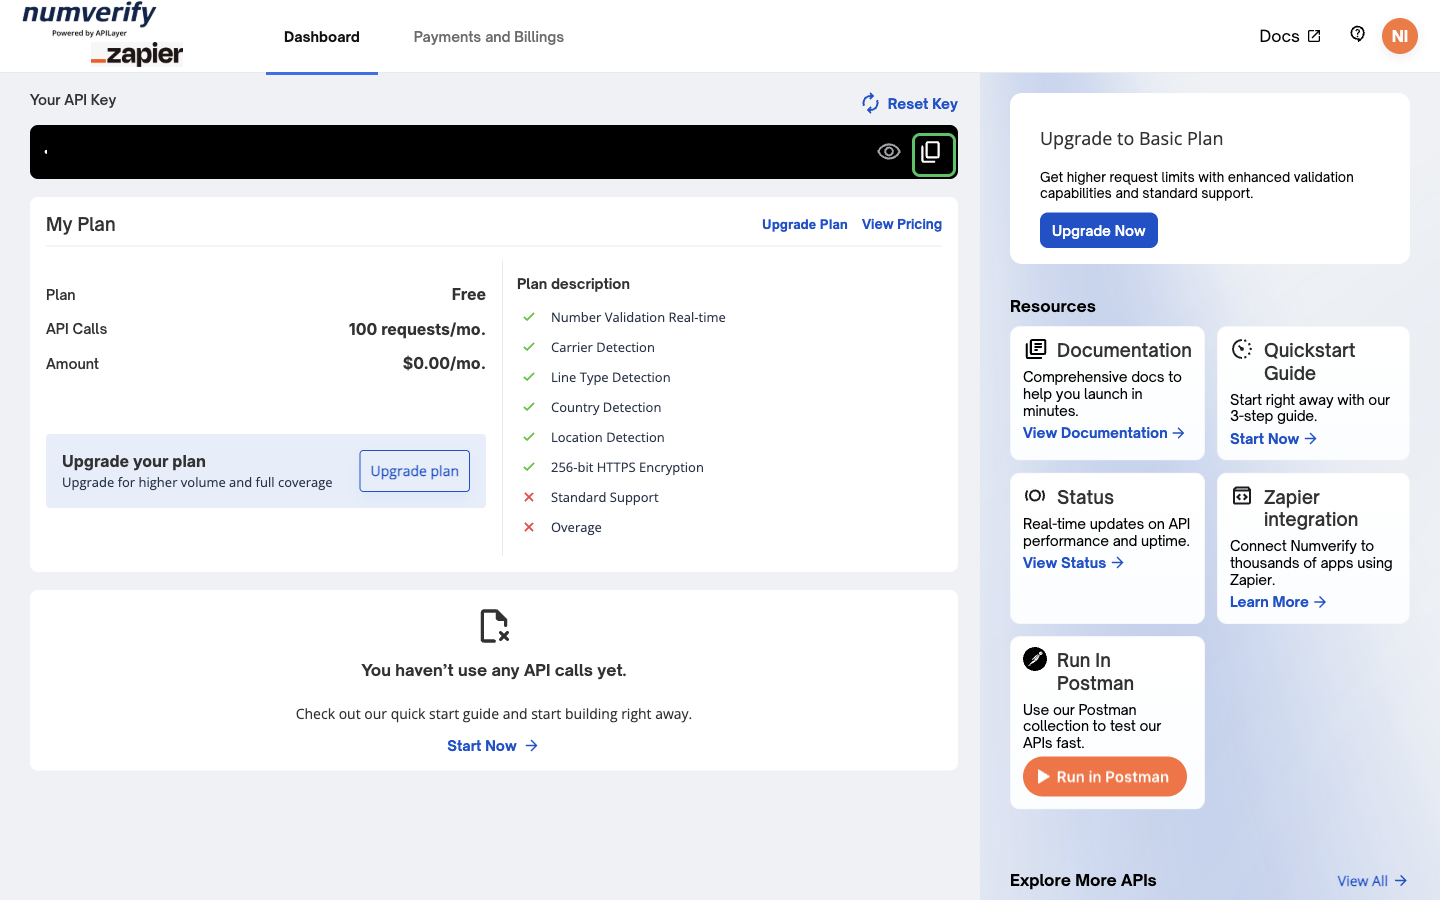 numverify
Powered by APILayer
_zapier
Dashboard
Payments and Billings
Docs
NI
Your API Key
Reset Key
My Plan
Upgrade Plan
View Pricing
Plan
Free
API Calls
100 requests/mo.
Amount
$0.00/mo.
Upgrade your plan
Upgrade for higher volume and full coverage
Upgrade plan
Plan description
Number Validation Real-time
Carrier Detection
Line Type Detection
Country Detection
Location Detection
256-bit HTTPS Encryption
Standard Support
Overage
You haven’t use any API calls yet.
Check out our quick start guide and start building right away.
Start Now
Upgrade to Basic Plan
Get higher request limits with enhanced validation
capabilities and standard support.
Upgrade Now
Resources
Documentation
Comprehensive docs to
help you launch in
minutes.
View Documentation
Quickstart
Guide
Start right away with our
3-step guide.
Start Now
Status
Real-time updates on API
performance and uptime.
View Status
Zapier
integration
Connect Numverify to
thousands of apps using
Zapier.
Learn More
Run In
Postman
Use our Postman
collection to test our
APIs fast.
Run in Postman
Explore More APIs
View All